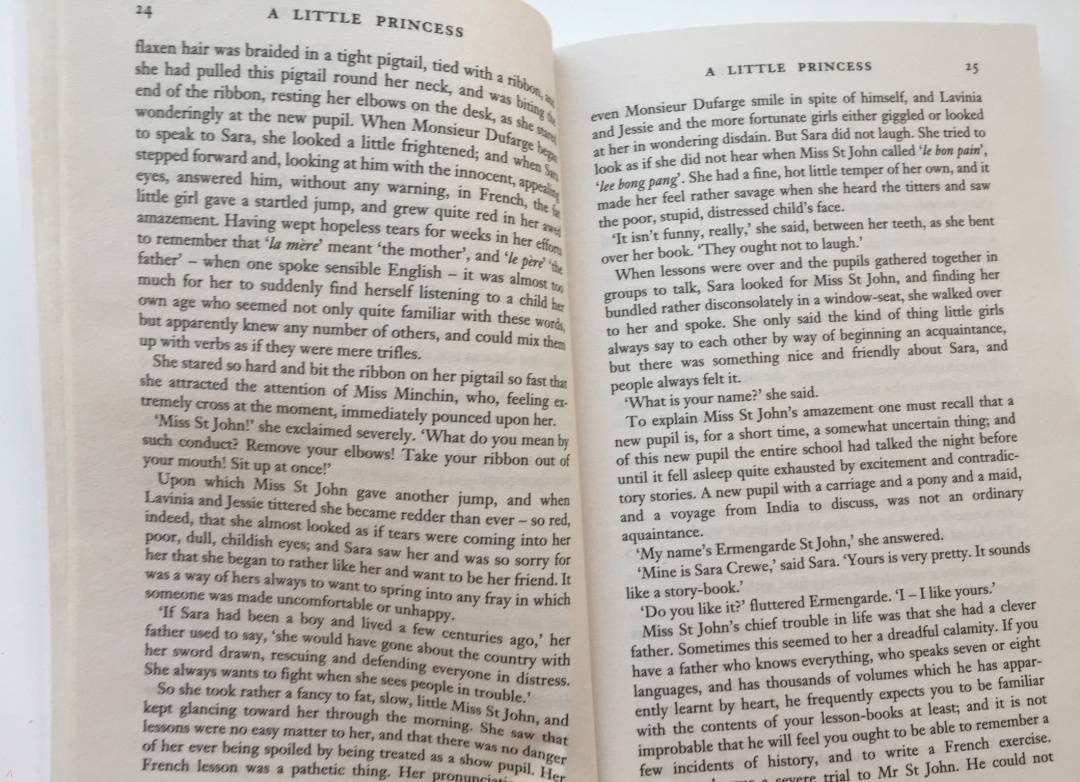 24
A LITTLE PRINCESS
flaxen hair was braided in a tight pigtail, tied with a ribbon,
she had pulled this pigtail round her neck, and was biting the
end of the ribbon, resting her elbows on the desk, as she stared
wonderingly at the new pupil. When Monsieur Dufarge began
to speak to Sara, she looked a little frightened; and when Sara
stepped forward and, looking at him with the innocent, appealing
eyes, answered him, without any warning, in French, the fat
little girl gave a startled jump, and grew quite red in her awed
amazement. Having wept hopeless tears for weeks in her efforts
to remember that ‘la mère’ meant ‘the mother’, and ‘le père’ ‘the
father’ – when one spoke sensible English – it was almost too
much for her to suddenly find herself listening to a child her
own age who seemed not only quite familiar with these words,
but apparently knew any number of others, and could mix them
up with verbs as if they were mere trifles.
She stared so hard and bit the ribbon on her pigtail so fast that
she attracted the attention of Miss Minchin, who, feeling ex-
tremely cross at the moment, immediately pounced upon her.
‘Miss St John!’ she exclaimed severely. ‘What do you mean by
such conduct? Remove your elbows! Take your ribbon out of
your mouth! Sit up at once!’
Upon which Miss St John gave another jump, and when
Lavinia and Jessie tittered she became redder than ever – so red,
indeed, that she almost looked as if tears were coming into her
poor, dull, childish eyes; and Sara saw her and was so sorry for
her that she began to rather like her and want to be her friend. It
was a way of hers always to want to spring into any fray in which
someone was made uncomfortable or unhappy.
‘If Sara had been a boy and lived a few centuries ago,’ her
father used to say, ‘she would have gone about the country with
her sword drawn, rescuing and defending everyone in distress.
She always wants to fight when she sees people in trouble.’
So she took rather a fancy to fat, slow, little Miss St John, and
kept glancing toward her through the morning. She saw that
lessons were no easy matter to her, and that there was no danger
of her ever being spoiled by being treated as a show pupil. Her
French lesson was a pathetic thing. Her
A LITTLE PRINCESS
25
even Monsieur Dufarge smile in spite of himself, and Lavinia
and Jessie and the more fortunate girls either giggled or looked
at her in wondering disdain. But Sara did not laugh. She tried to
look as if she did not hear when Miss St John called ‘le bon pain’,
‘lee bong pang’. She had a fine, hot little temper of her own, and it
made her feel rather savage when she heard the titters and saw
the poor, stupid, distressed child’s face.
‘It isn’t funny, really,’ she said, between her teeth, as she bent
over her book. ‘They ought not to laugh.’
When lessons were over and the pupils gathered together in
groups to talk, Sara looked for Miss St John, and finding her
bundled rather disconsolately in a window-seat, she walked over
to her and spoke. She only said the kind of thing little girls
always say to each other by way of beginning an acquaintance,
but there was something nice and friendly about Sara, and
people always felt it.
‘What is your name?’ she said.
To explain Miss St John’s amazement one must recall that a
new pupil is, for a short time, a somewhat uncertain thing; and
of this new pupil the entire school had talked the night before
until it fell asleep quite exhausted by excitement and contradic-
tory stories. A new pupil with a carriage and a pony and a maid,
and a voyage from India to discuss, was not an ordinary
aquaintance.
‘My name’s Ermengarde St John,’ she answered.
‘Mine is Sara Crewe,’ said Sara. ‘Yours is very pretty. It sounds
like a story-book.’
‘Do you like it?’ fluttered Ermengarde. ‘I – I like yours.’
Miss St John’s chief trouble in life was that she had a clever
father. Sometimes this seemed to her a dreadful calamity. If you
have a father who knows everything, who speaks seven or eight
languages, and has thousands of volumes which he has appar-
ently learnt by heart, he frequently expects you to be familiar
with the contents of your lesson-books at least; and it is not
improbable that he will feel you ought to be able to remember a
few incidents of history, and to write a French exercise.
a severe trial to Mr St John. He could not